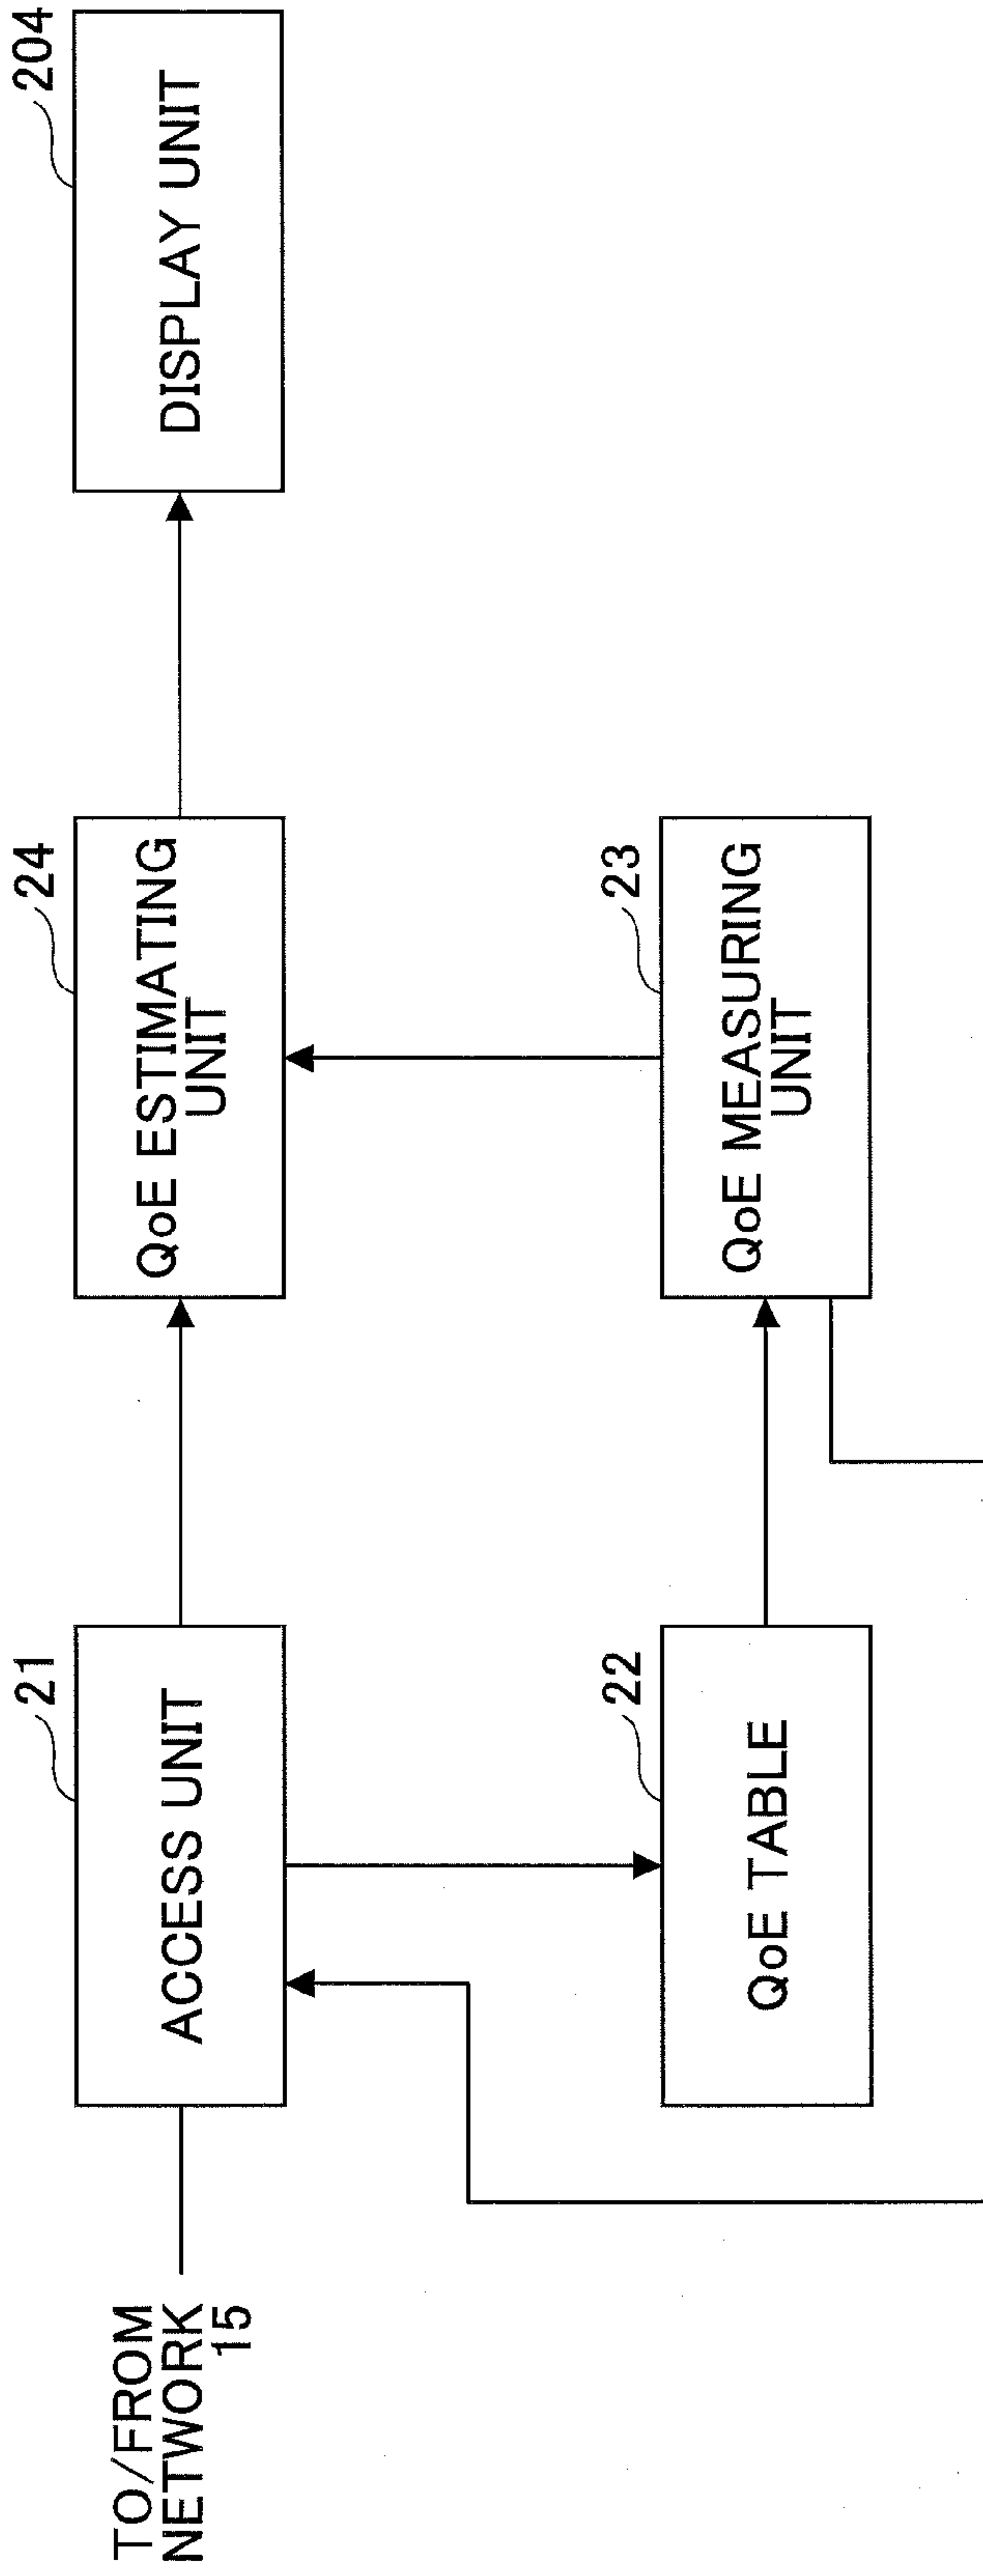 TO/FROM
NETWORK
15
21
ACCESS UNIT
24
QoE ESTIMATING
UNIT
204
DISPLAY UNIT
22
QoE TABLE
23
QoE MEASURING
UNIT